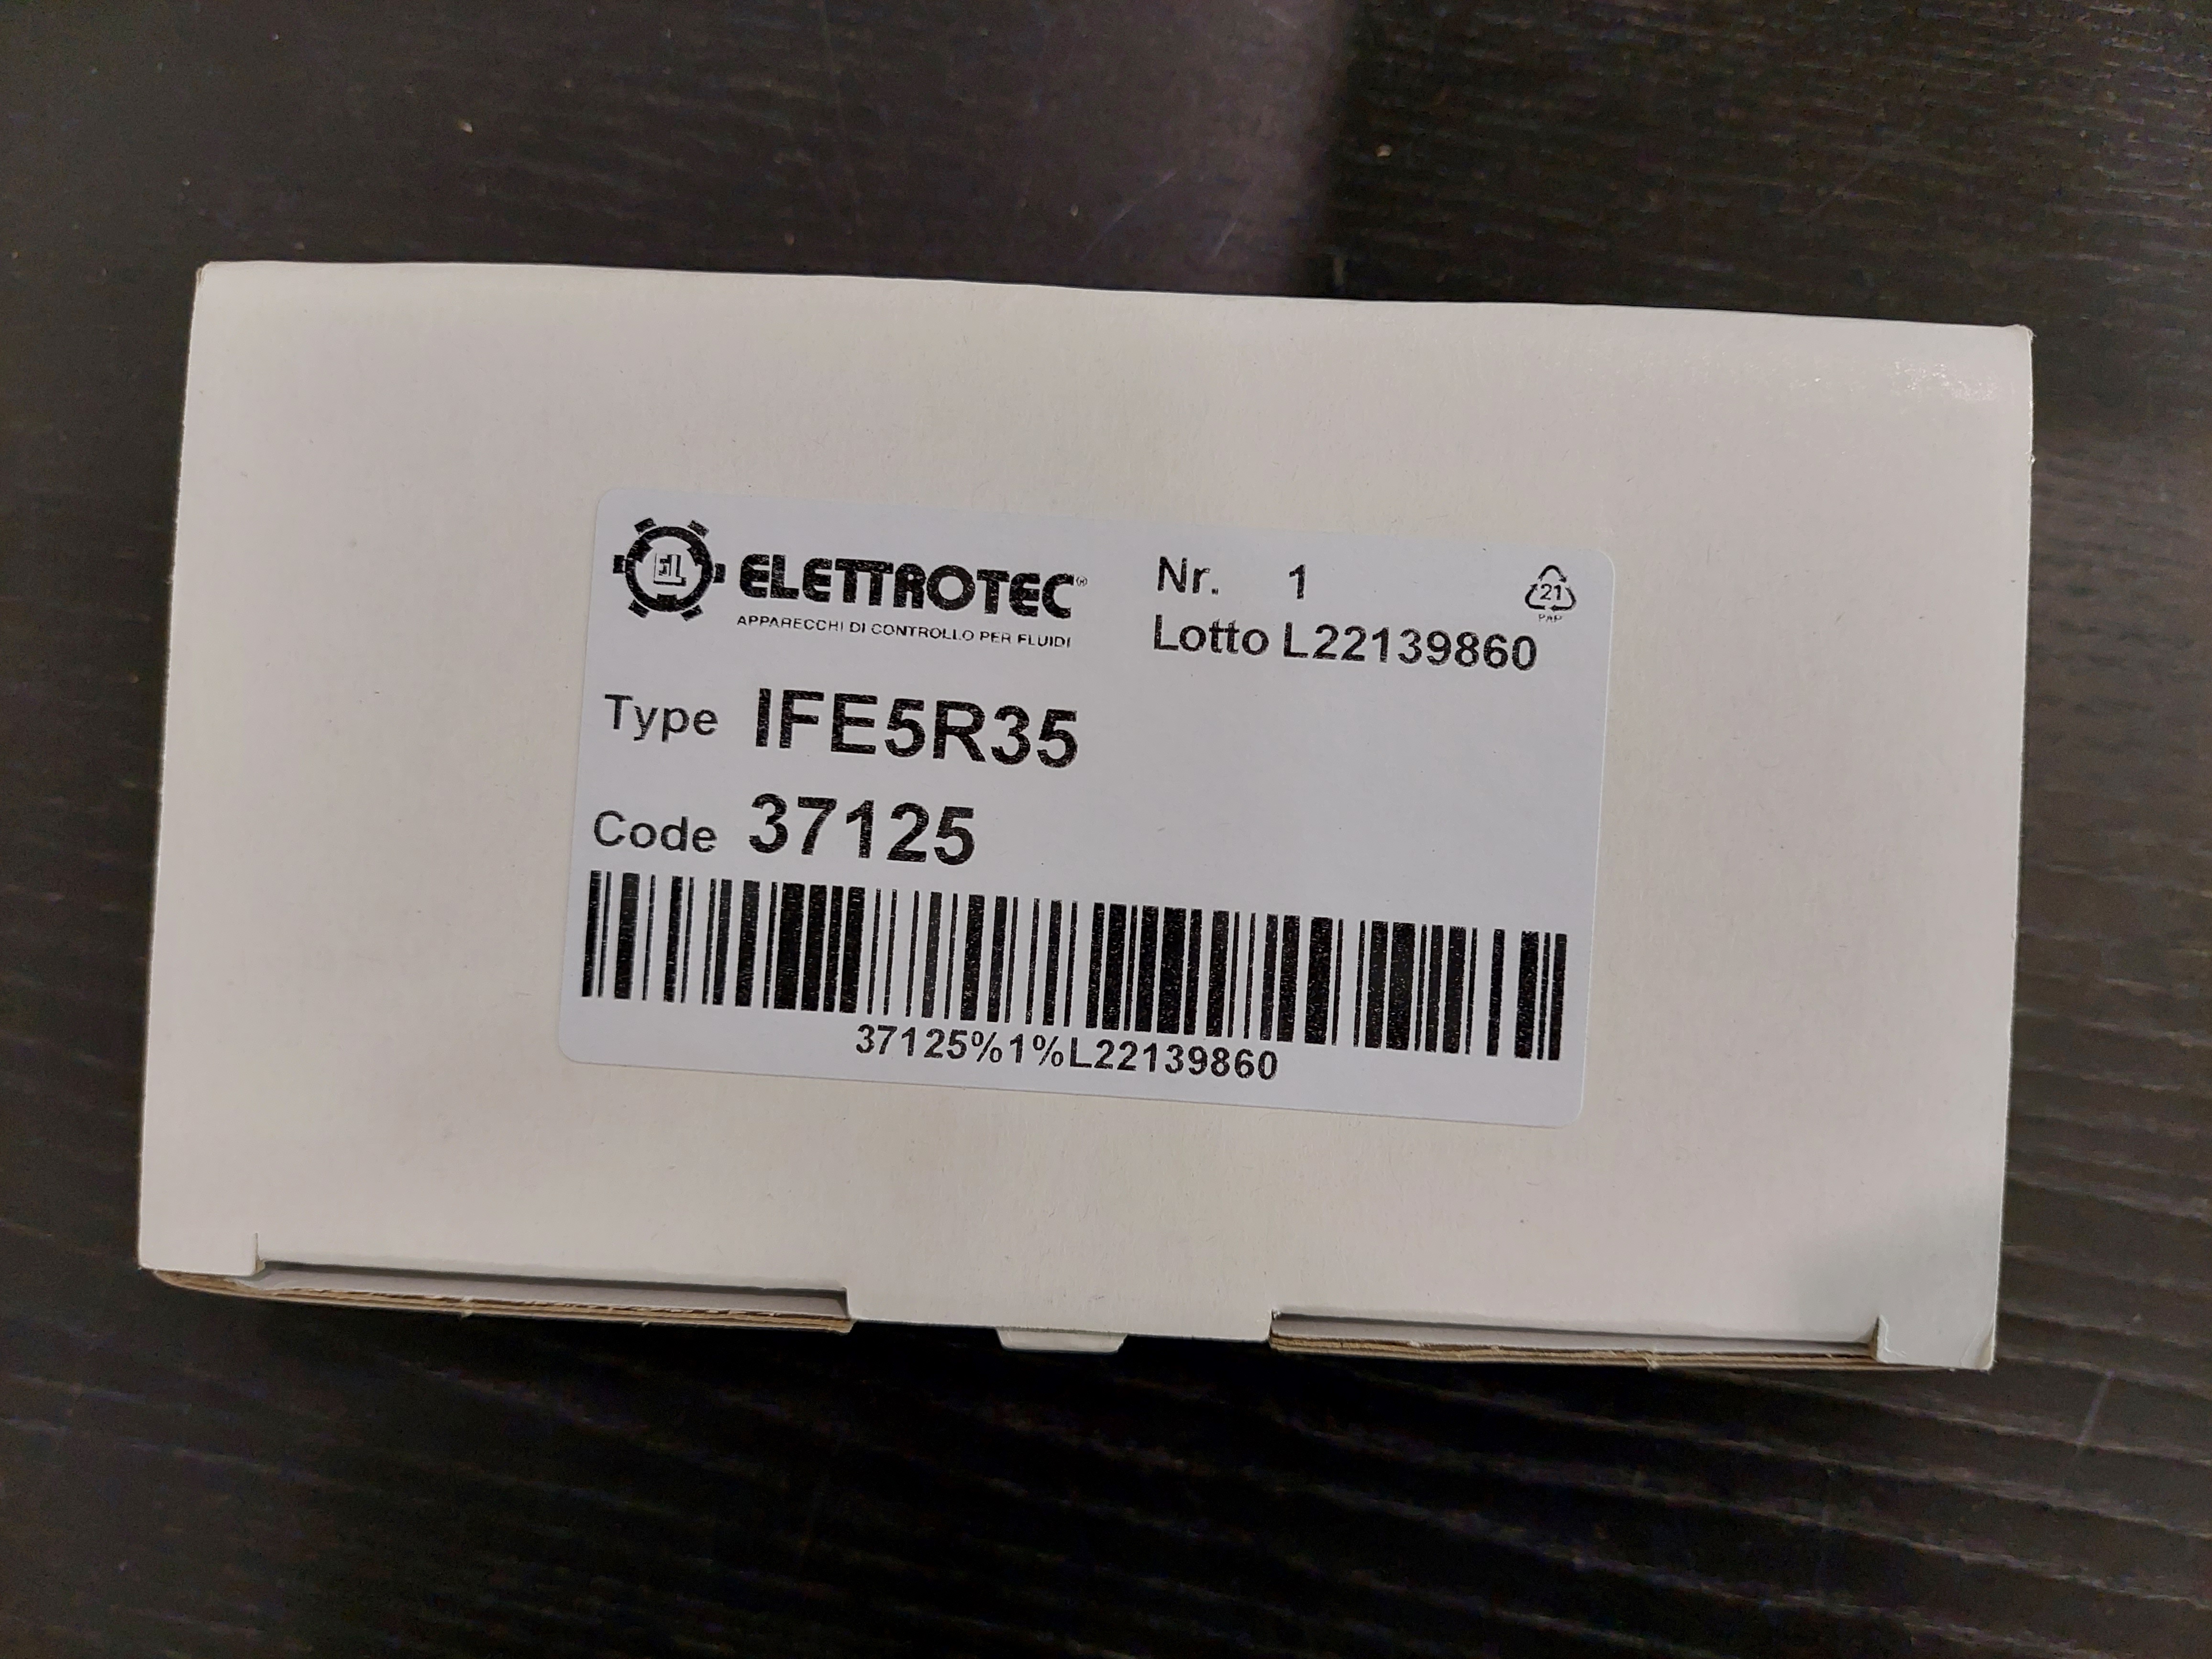 ELETTROTEC®
APPARECCHI DI CONTROLLO PER FLUIDI
Nr. 1
21
PAP
Lotto L22139860
Type IFE5R35
Code 37125
37125%1%L22139860